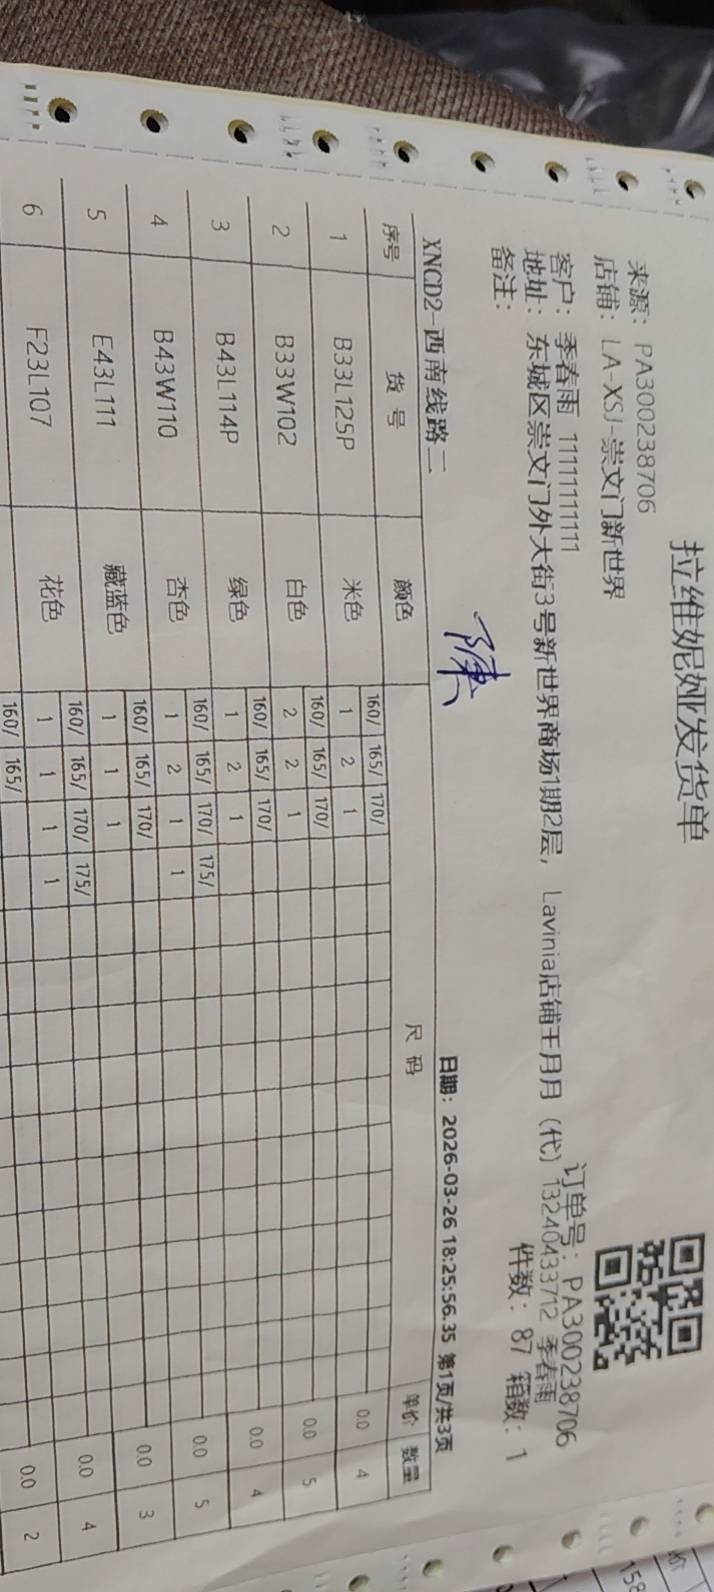 拉维妮娅发货单
来源：PA300238706
店铺：LA-XSJ-崇文门新世界
订单号：PA300238706
客户：季春雨 11111111111
地址：东城区崇文门外大街3号新世界商场1期2层，Lavinia店铺王月月（代）13240433712 季春雨
备注：
件数：87 箱数：1
XNCD2-西南线路二
日期：2026-03-26 18:25:56.35 第1页/共3页
序号 货号 颜色 尺码 单价 数量
160/ 165/ 170/
1 B33L125P 米色 1 2 1 0.0 4
160/ 165/ 170/
2 B33W102 白色 2 2 1 0.0 5
160/ 165/ 170/
3 B43L114P 绿色 1 2 1 0.0 4
160/ 165/ 170/ 175/
4 B43W110 杏色 1 2 1 1 0.0 5
160/ 165/ 170/
5 E43L111 藏蓝色 1 1 1 0.0 3
160/ 165/ 170/ 175/
6 F23L107 花色 1 1 1 1 0.0 4
160/ 165/
0.0 2